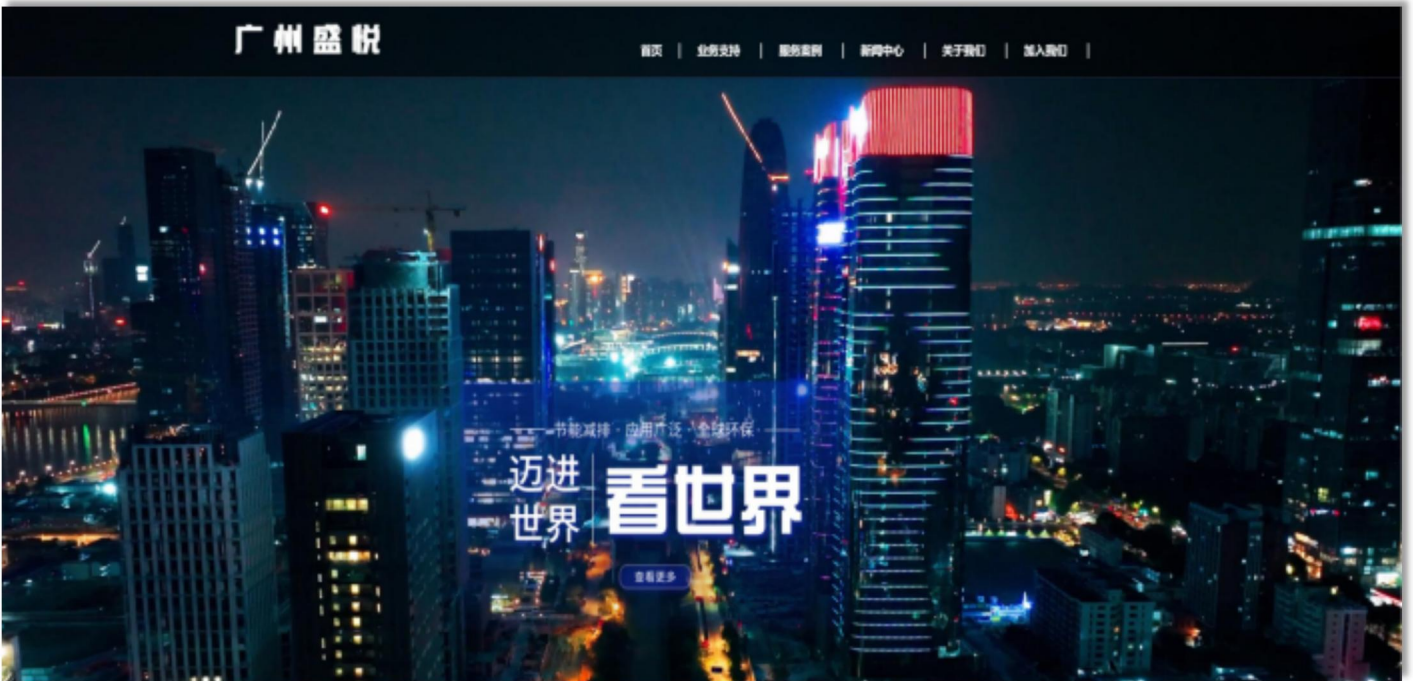 广州盛悦
首页 | 业务支持 | 服务案例 | 新闻中心 | 关于我们 | 加入我们 |
节能减排 · 应用广泛 · 全球环保
迈进
世界
看世界
查看更多